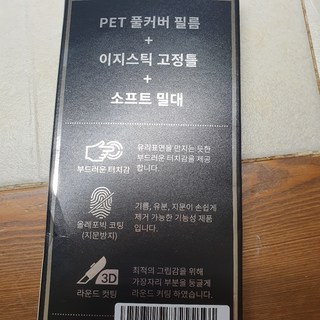 PET 풀커버 필름
+
이지스틱 고정틀
+
소프트 밀대
부드러운 터치감
유리표면을 만지는 듯한
부드러운 터치감을 제공
합니다.
올레포빅 코팅
(지문방지)
기름, 유분, 지문이 손쉽게
제거 가능한 기능성 제품
입니다.
3D
라운드 컷팅
최적의 그립감을 위해
가장자리 부분을 둥글게
라운드 컷팅 하였습니다.